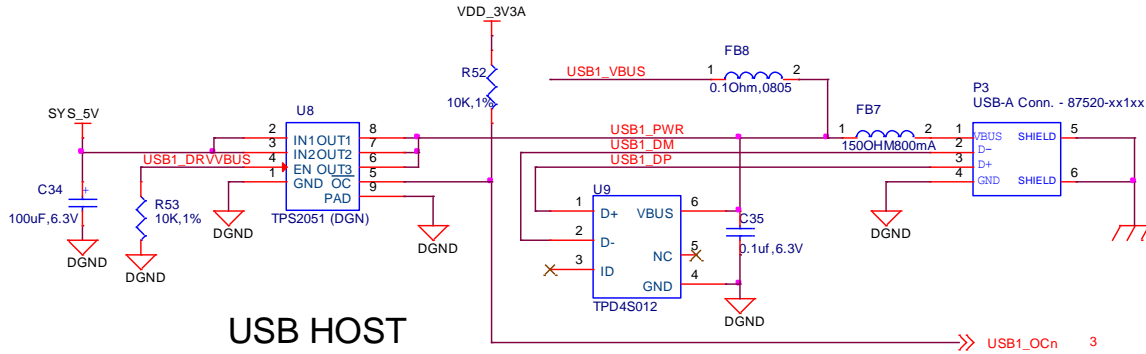 VDD_3V3A
FB8
USB1_VBUS 1 2
0.1Ohm,0805
R52
10K,1%
P3
USB-A Conn. - 87520-xx1xx
FB7
SYS_5V
U8
2 IN1 OUT1 8
3 IN2 OUT2 7
4 EN OUT3 6
1 GND OC 5
PAD 9
TPS2051 (DGN)
USB1_DRVVBUS
USB1_PWR
USB1_DM
USB1_DP
1 2
150OHM800mA
1 VBUS SHIELD 5
2 D-
3 D+
4 GND SHIELD 6
C34
+
100uF,6.3V
R53
10K,1%
DGND
DGND
DGND
DGND
DGND
U9
1 D+ VBUS 6
2 D-
NC 5
3 ID
GND 4
TPD4S012
C35
0.1uf,6.3V
DGND
USB HOST
USB1_OCn 3